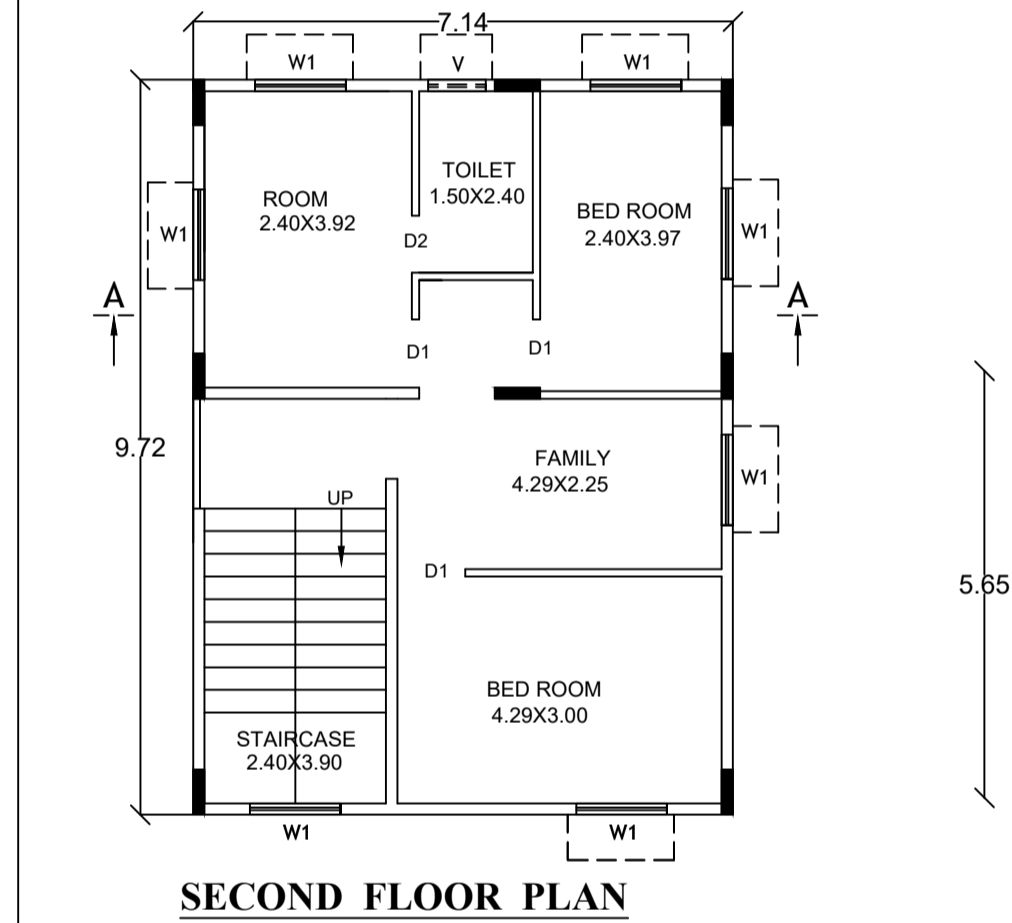 7.14
W1
V
W1
TOILET
1.50X2.40
ROOM
2.40X3.92
BED ROOM
2.40X3.97
W1
D2
W1
A
A
D1
D1
9.72
FAMILY
4.29X2.25
W1
UP
D1
5.65
BED ROOM
4.29X3.00
STAIRCASE
2.40X3.90
W1
W1
SECOND FLOOR PLAN